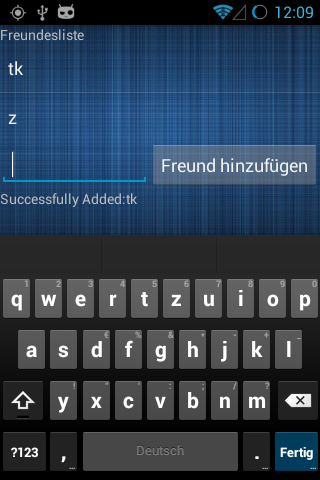 12:09
Freundesliste
tk
z
Freund hinzufügen
Successfully Added:tk
1 2 3 4 5 6 7 8 9 0
q w e r t z u i o p
€ % & * - + _
a s d f g h j k l
! " ' : ; / ?
y x c v b n m
?123 , ... Deutsch . ... Fertig ...